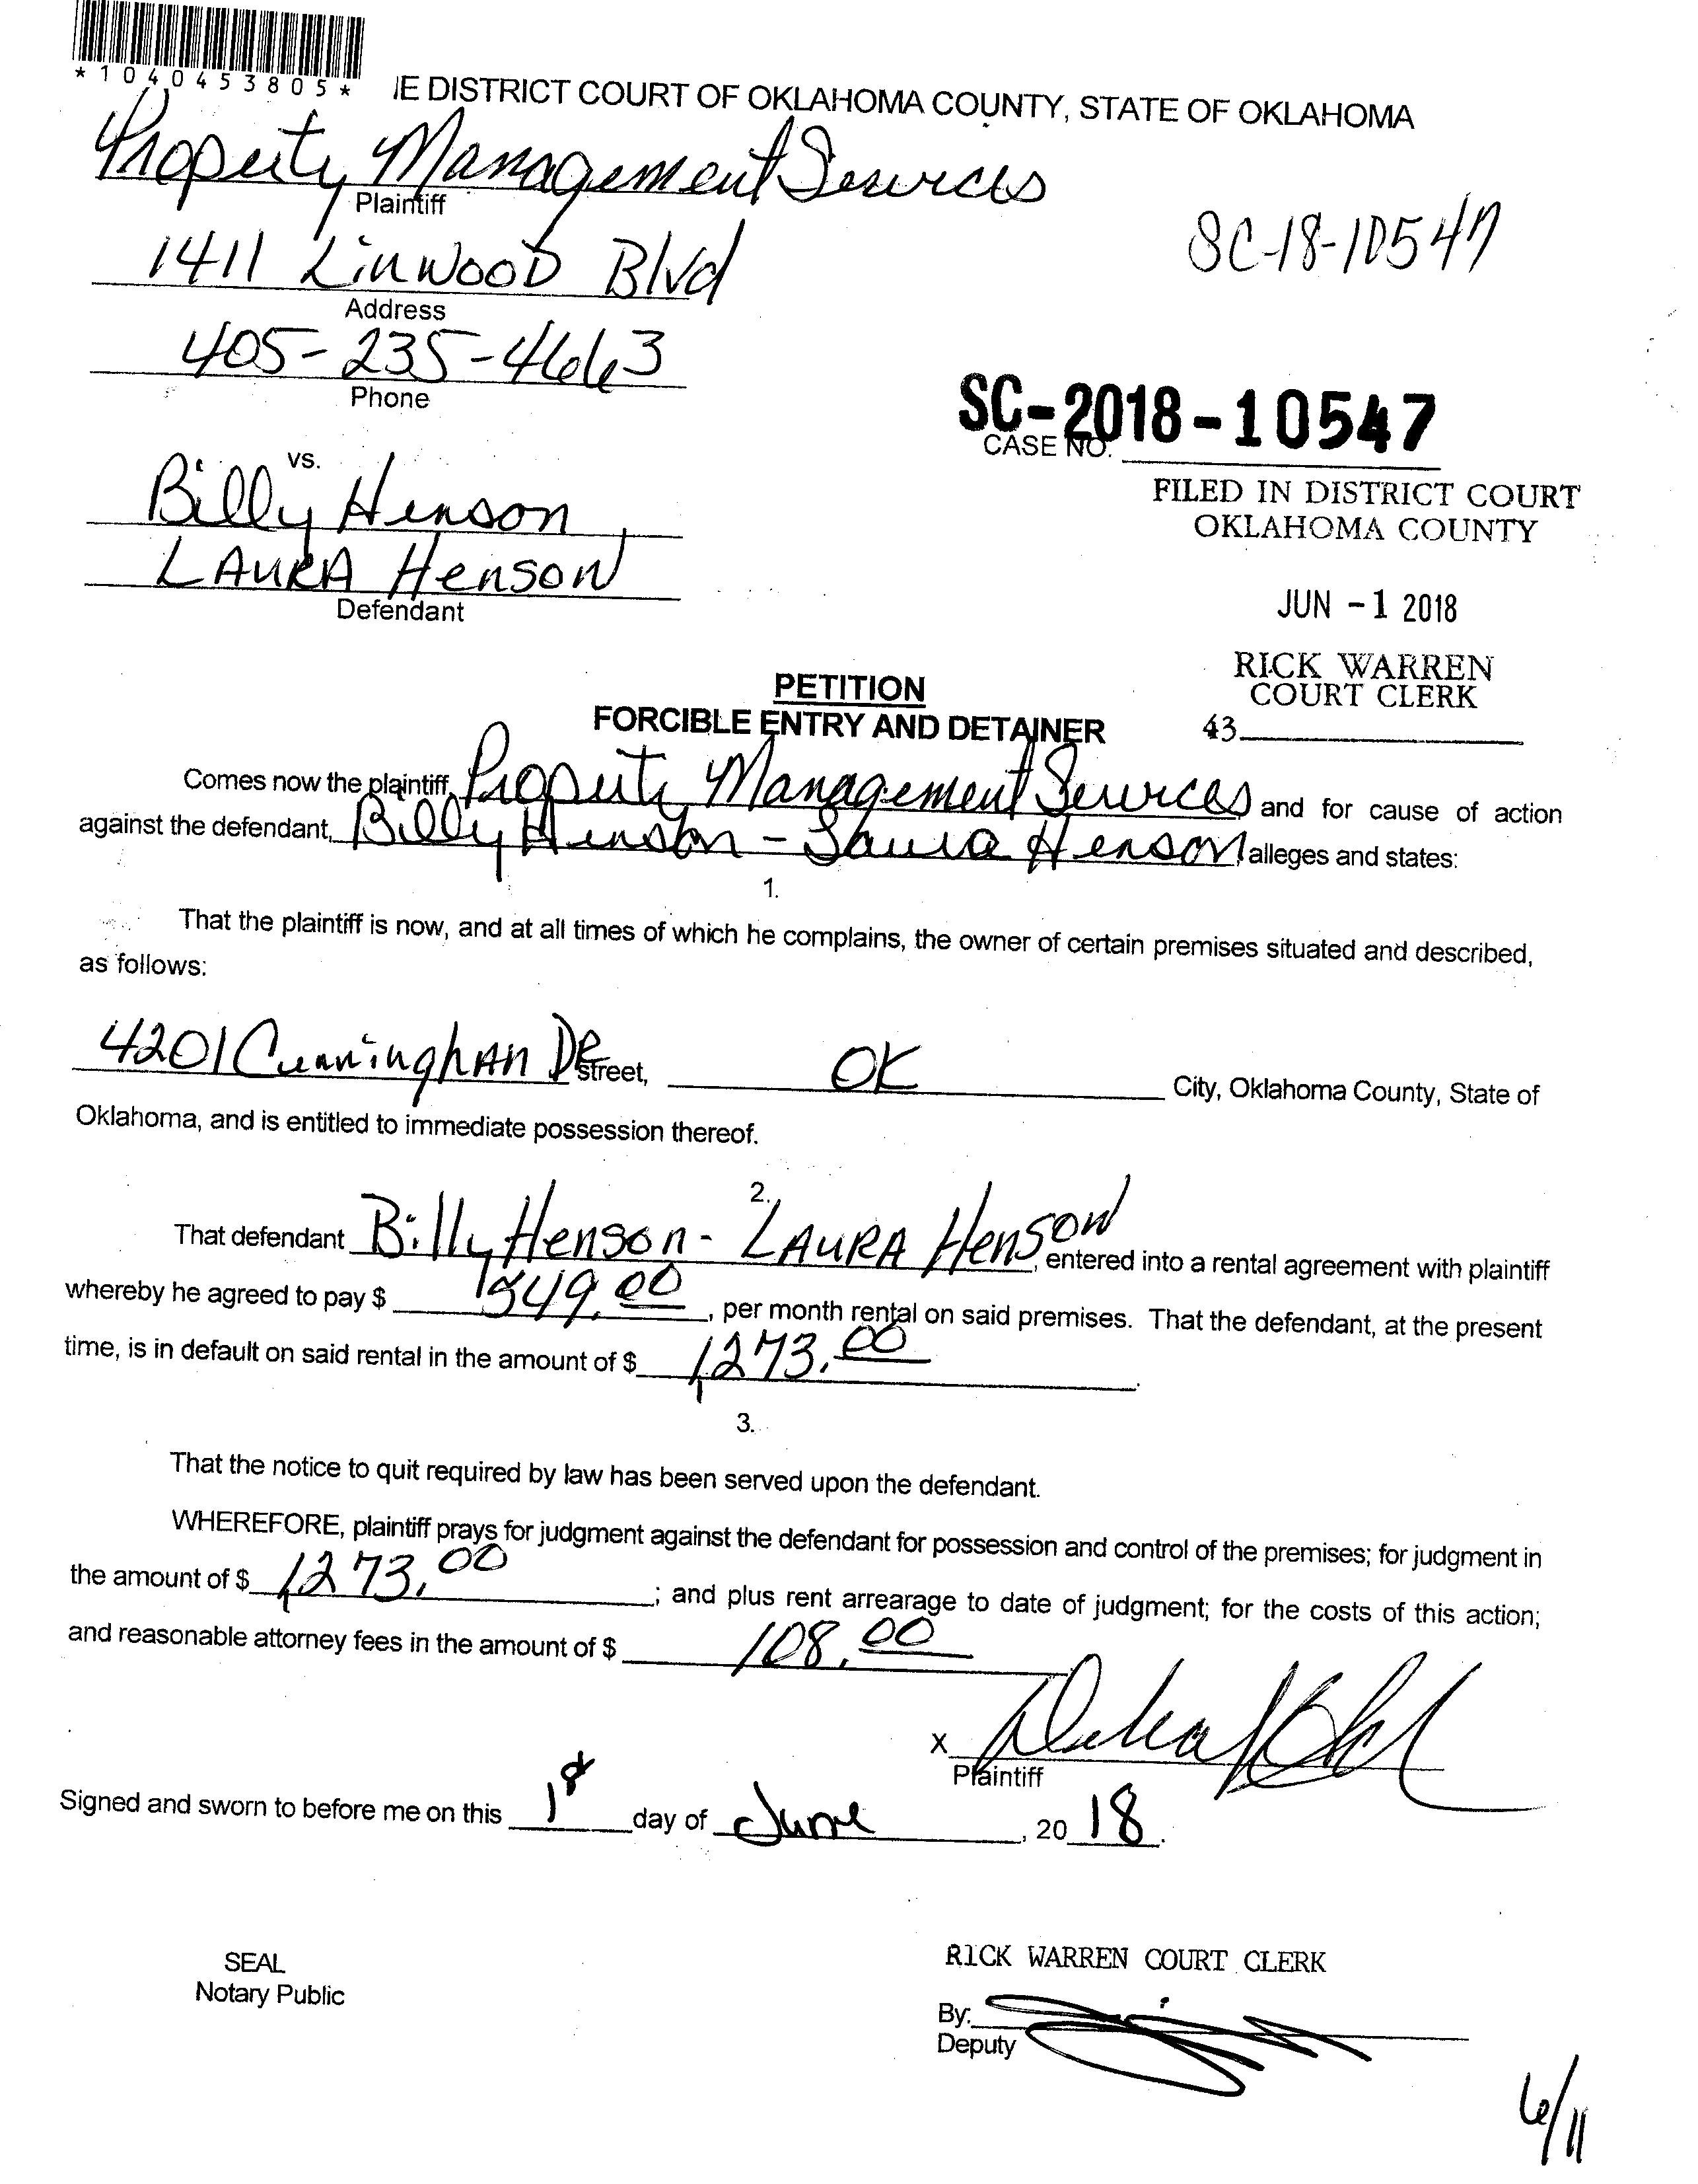 *1040453805*
IE DISTRICT COURT OF OKLAHOMA COUNTY, STATE OF OKLAHOMA
Property Management Services
Plaintiff
SC-18-10547
1411 LinwooD Blvd
Address
405-235-4663
Phone
SC-2018-10547
CASE NO.
vs.
Billy Henson
LAURA Henson
Defendant
FILED IN DISTRICT COURT
OKLAHOMA COUNTY
JUN -1 2018
RICK WARREN
COURT CLERK
43
PETITION
FORCIBLE ENTRY AND DETAINER
Comes now the plaintiff, Property Management Services and for cause of action
against the defendant, Billy Henson - Laura Henson alleges and states:
1.
That the plaintiff is now, and at all times of which he complains, the owner of certain premises situated and described,
as follows:
4201 CunninghAm DR Street, OK City, Oklahoma County, State of
Oklahoma, and is entitled to immediate possession thereof.
2.
That defendant Billy Henson - LAURA Henson, entered into a rental agreement with plaintiff
whereby he agreed to pay $, per month rental on said premises. That the defendant, at the present
time, is in default on said rental in the amount of $ 1,273.00.
3.
That the notice to quit required by law has been served upon the defendant.
WHEREFORE, plaintiff prays for judgment against the defendant for possession and control of the premises; for judgment in
the amount of $ 1,273.00; and plus rent arrearage to date of judgment; for the costs of this action;
and reasonable attorney fees in the amount of $ 108.00
X
Plaintiff
Signed and sworn to before me on this 1st day of June, 20 18.
SEAL
Notary Public
RICK WARREN COURT CLERK
By:
Deputy
6/11